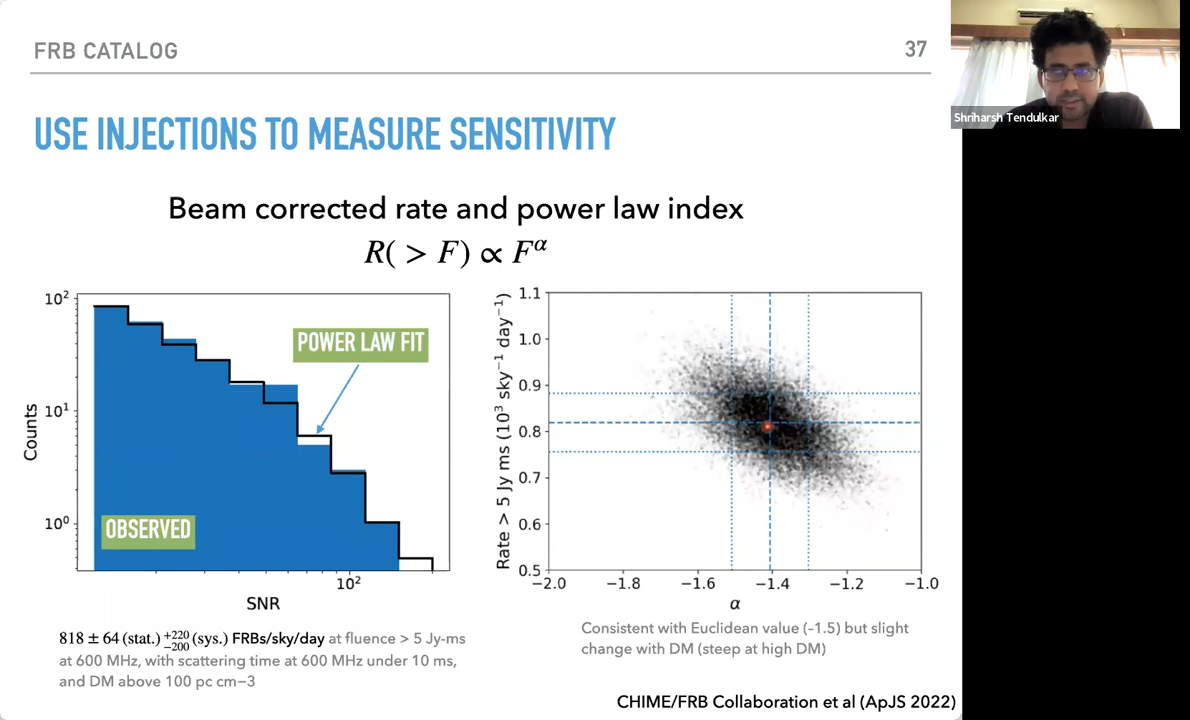 FRB CATALOG
37
Shriharsh Tendulkar
USE INJECTIONS TO MEASURE SENSITIVITY
Beam corrected rate and power law index
R( > F) ∝ F^α
10^2
10^1
10^0
Counts
POWER LAW FIT
OBSERVED
10^2
SNR
1.1
1.0
0.9
0.8
0.7
0.6
0.5
Rate > 5 Jy ms (10^3 sky^−1 day^−1)
−2.0 −1.8 −1.6 −1.4 −1.2 −1.0
α
818 ± 64 (stat.) +220 −200 (sys.) FRBs/sky/day at fluence > 5 Jy-ms
at 600 MHz, with scattering time at 600 MHz under 10 ms,
and DM above 100 pc cm−3
Consistent with Euclidean value (-1.5) but slight
change with DM (steep at high DM)
CHIME/FRB Collaboration et al (ApJS 2022)